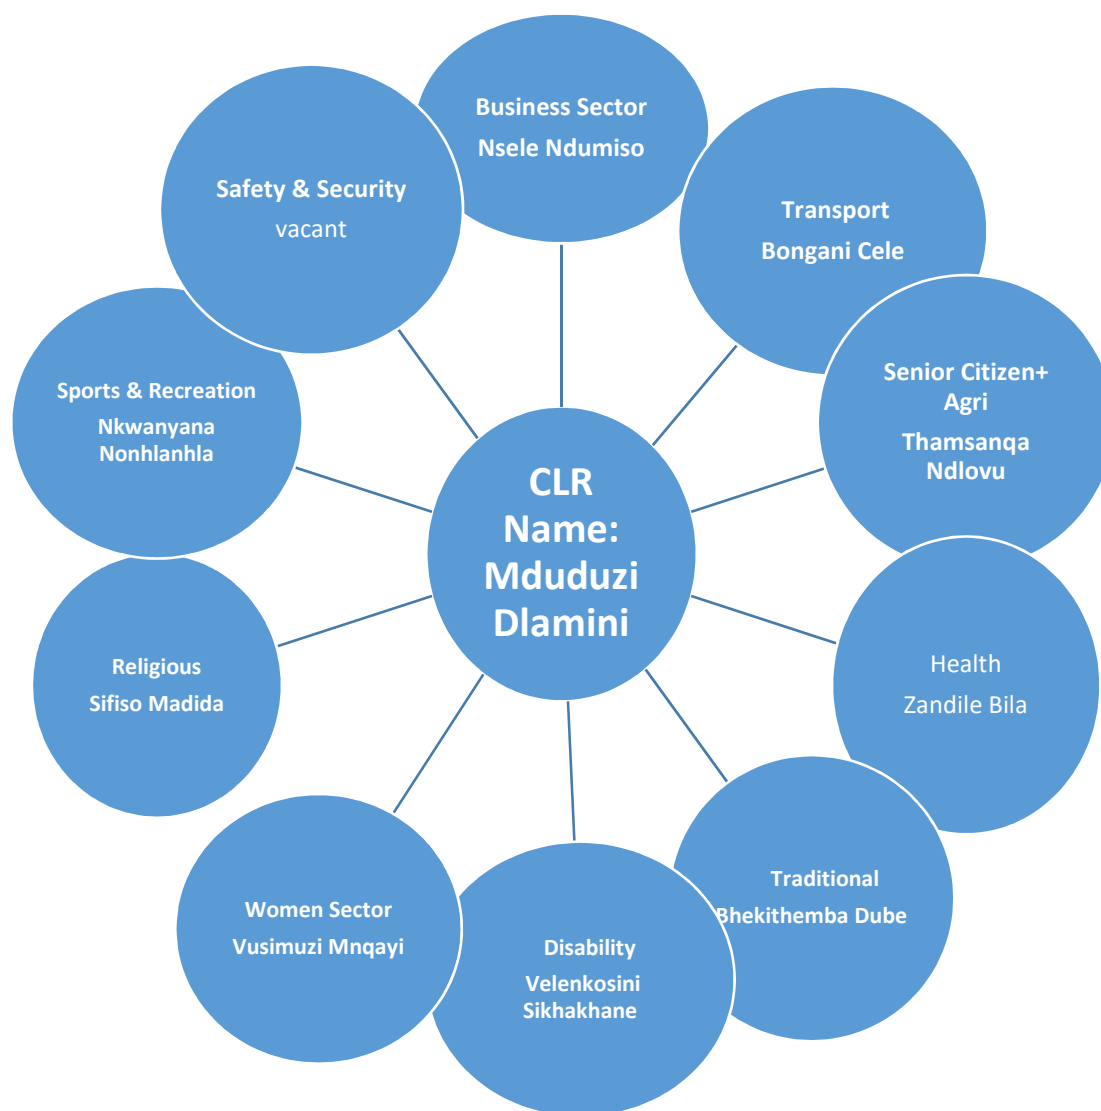 Business Sector
Nsele Ndumiso
Transport
Bongani Cele
Senior Citizen+
Agri
Thamsanqa
Ndlovu
Health
Zandile Bila
Traditional
Bhekithemba Dube
Disability
Velenkosini
Sikhakhane
Women Sector
Vusimuzi Mnqayi
Religious
Sifiso Madida
Sports & Recreation
Nkwanyana
Nonhlanhla
Safety & Security
vacant
CLR
Name:
Mduduzi
Dlamini